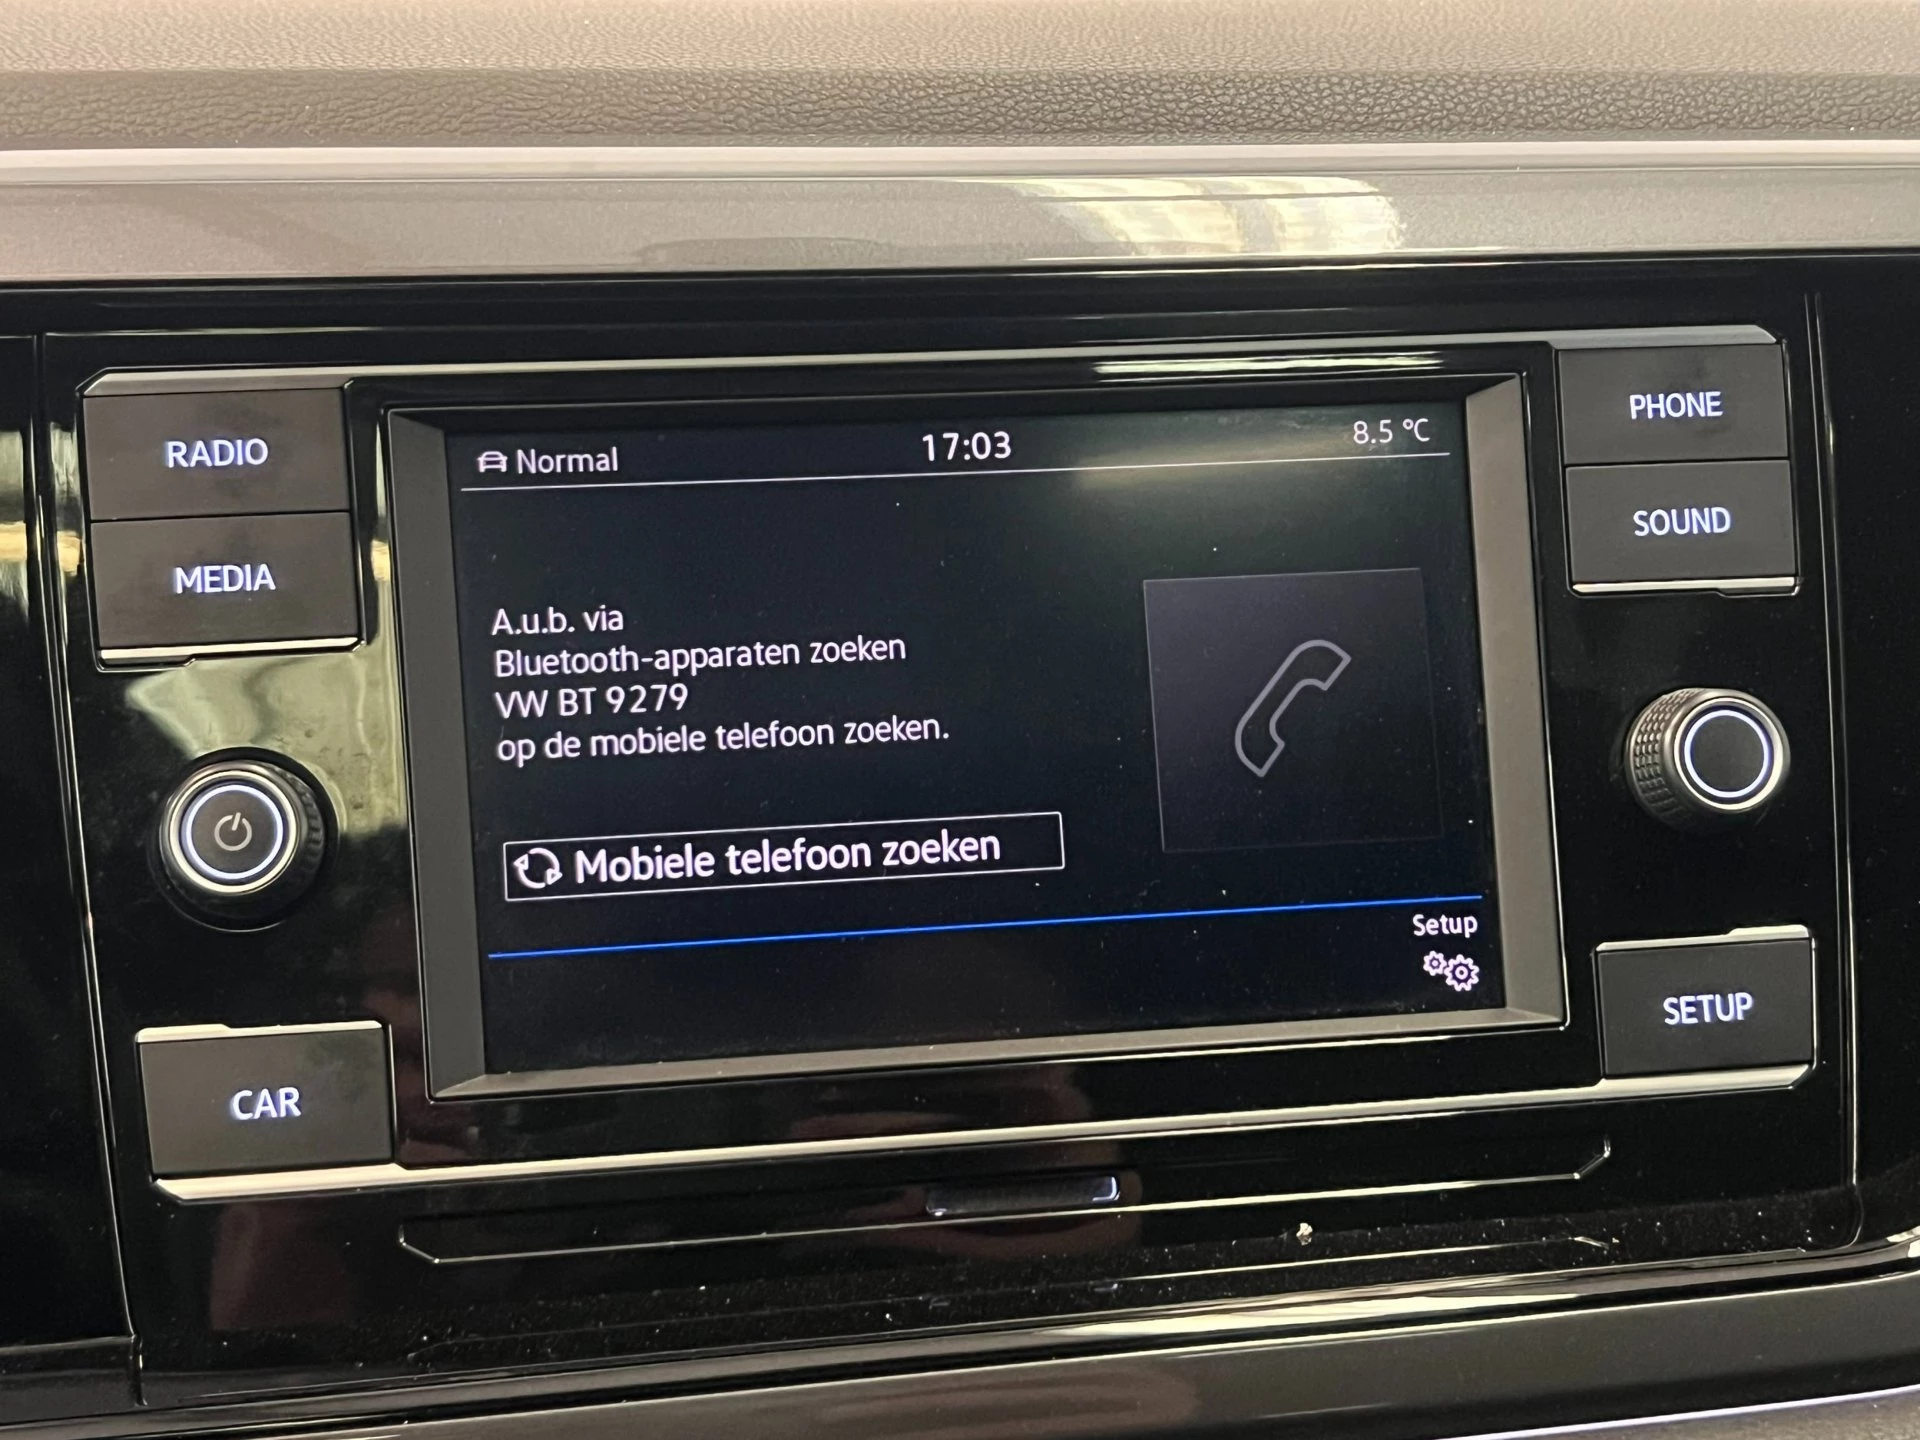 RADIO
MEDIA
CAR
Normal
17:03
8.5 °C
A.u.b. via
Bluetooth-apparaten zoeken
VW BT 9279
op de mobiele telefoon zoeken.
Mobiele telefoon zoeken
Setup
PHONE
SOUND
SETUP